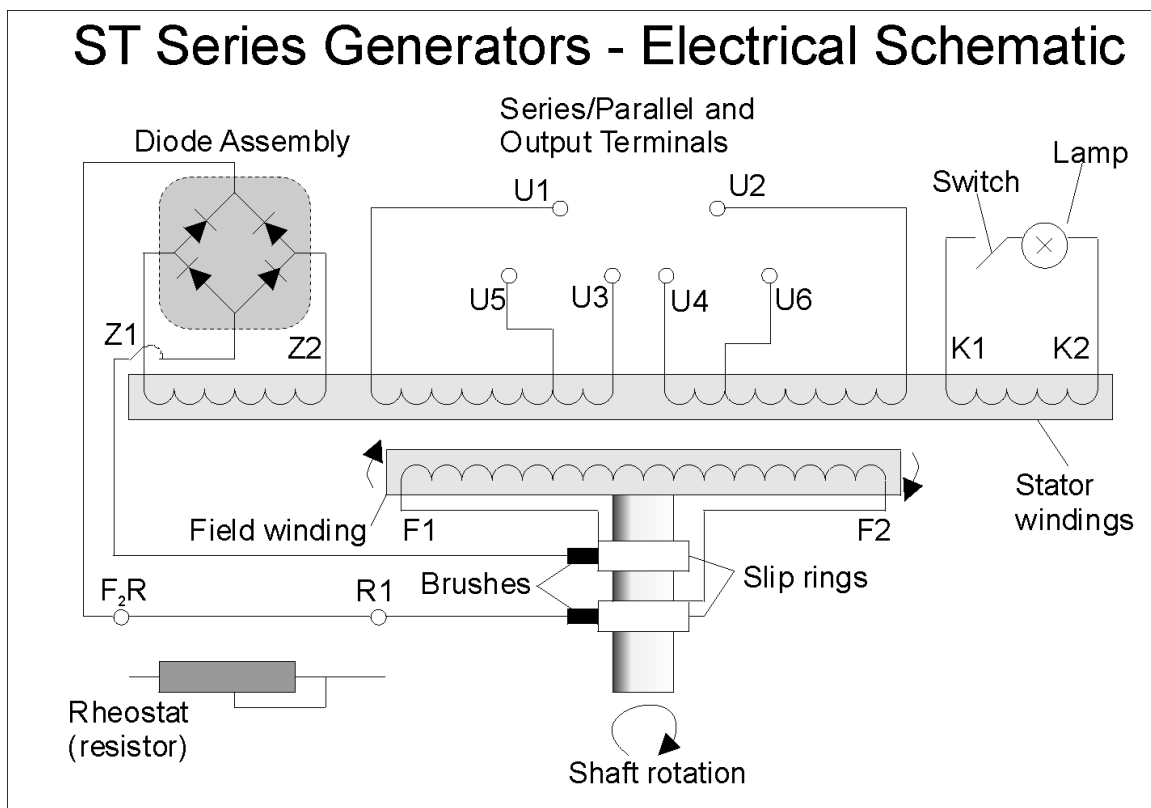 ST Series Generators - Electrical Schematic
Series/Parallel and
Output Terminals
Diode Assembly
Lamp
Switch
U1
U2
U5
U3
U4
U6
Z1
Z2
K1
K2
Field winding
F1
F2
Stator
windings
Brushes
Slip rings
F₂R
R1
Rheostat
(resistor)
Shaft rotation